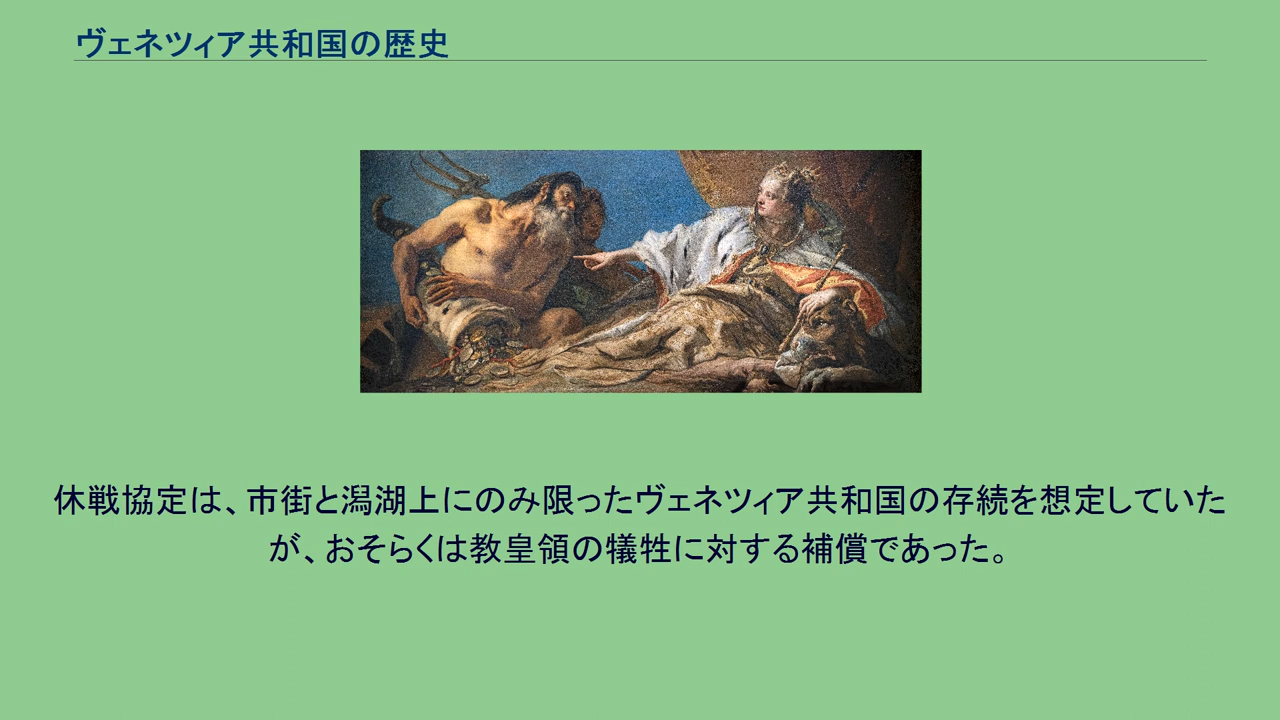 ヴェネツィア共和国の歴史
休戦協定は、市街と潟湖上にのみ限ったヴェネツィア共和国の存続を想定していた
が、おそらくは教皇領の犠牲に対する補償であった。